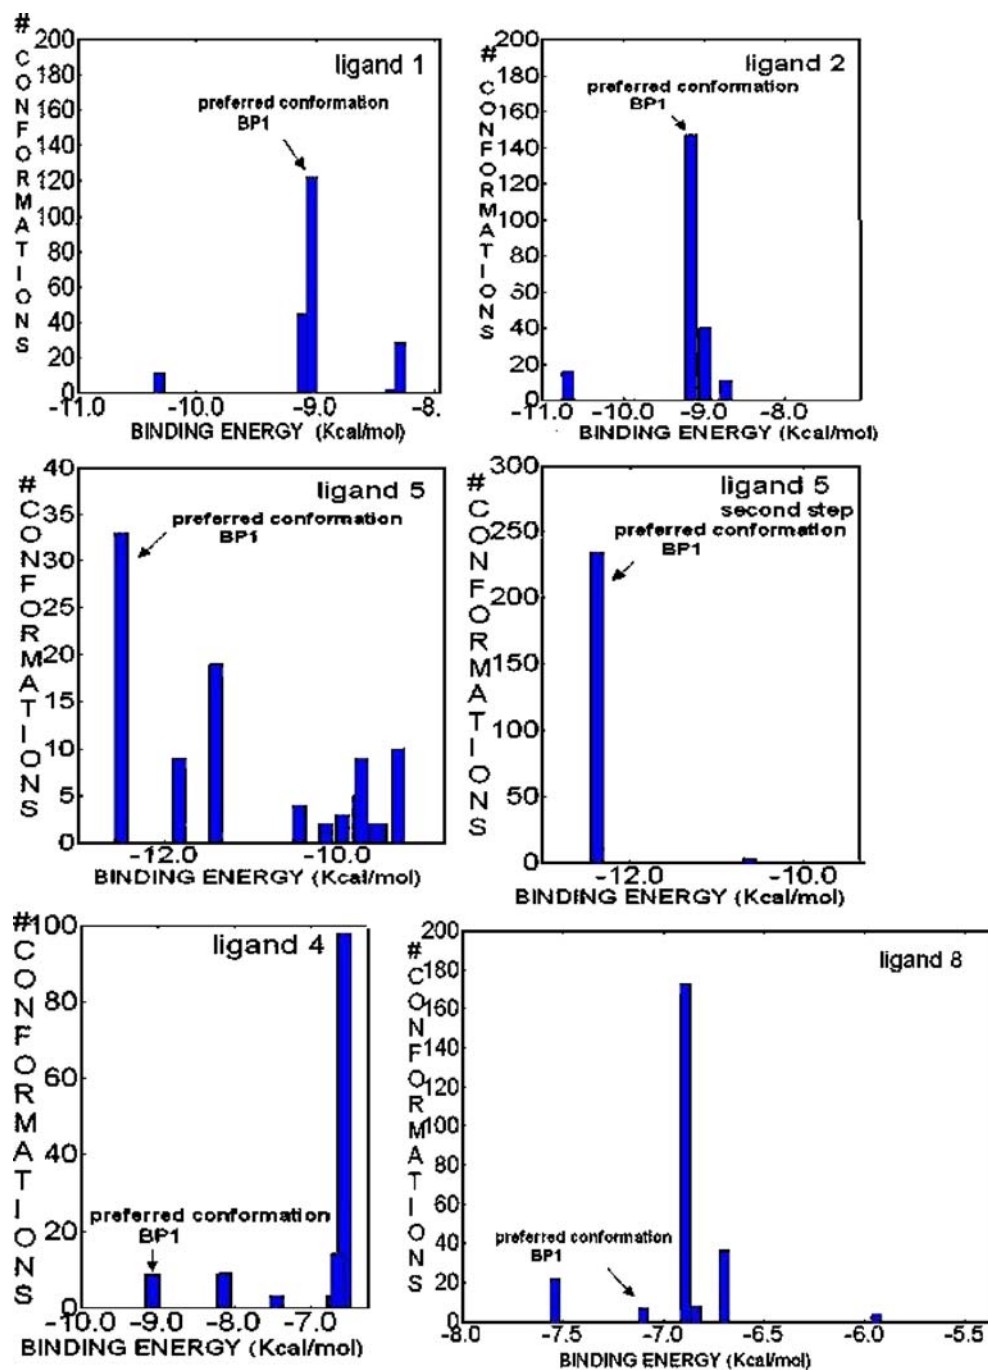 # CONFORMATIONS
200
180
160
140
120
100
80
60
40
20
0
ligand 1
preferred conformation
BP1
-11.0 -10.0 -9.0 -8.
BINDING ENERGY (Kcal/mol)
# CONFORMATIONS
200
180
160
140
120
100
80
60
40
20
0
ligand 2
preferred conformation
BP1
-11.0 -10.0 -9.0 -8.0
BINDING ENERGY (Kcal/mol)
# CONFORMATIONS
40
35
30
25
20
15
10
5
0
ligand 5
preferred conformation
BP1
-12.0 -10.0
BINDING ENERGY (Kcal/mol)
# CONFORMATIONS
300
250
200
150
100
50
0
ligand 5
second step
preferred conformation
BP1
-12.0 -10.0
BINDING ENERGY (Kcal/mol)
# CONFORMATIONS
100
80
60
40
20
0
ligand 4
preferred conformation
BP1
-10.0 -9.0 -8.0 -7.0
BINDING ENERGY (Kcal/mol)
# CONFORMATIONS
200
180
160
140
120
100
80
60
40
20
0
ligand 8
preferred conformation
BP1
-8.0 -7.5 -7.0 -6.5 -6.0 -5.5
BINDING ENERGY (Kcal/mol)